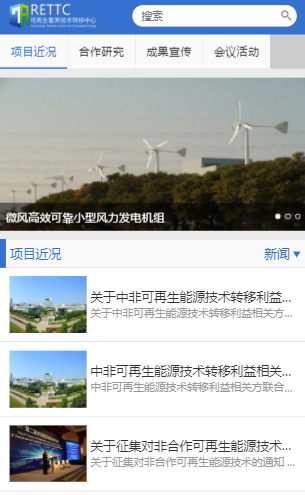 RETTC
可再生能源技术转移中心
搜索
项目近况
合作研究
成果宣传
会议活动
微风高效可靠小型风力发电机组
项目近况
新闻
关于中非可再生能源技术转移利益...
关于中非可再生能源技术转移利益相关方...
中非可再生能源技术转移利益相关...
中非可再生能源技术转移利益相关方联合...
关于征集对非合作可再生能源技术...
关于征集对非合作可再生能源技术的通知 ...